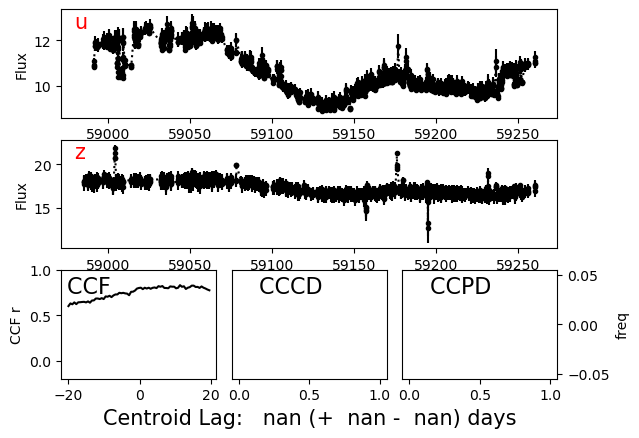 u
Flux
12
10
59000 59050 59100 59150 59200 59250
z
Flux
20
15
59000 59050 59100 59150 59200 59250
CCF
CCF r
1.0
0.5
0.0
−20 0 20
CCCD
0.0 0.5 1.0
CCPD
0.0 0.5 1.0
0.05
0.00
−0.05
freq
Centroid Lag: nan (+ nan - nan) days